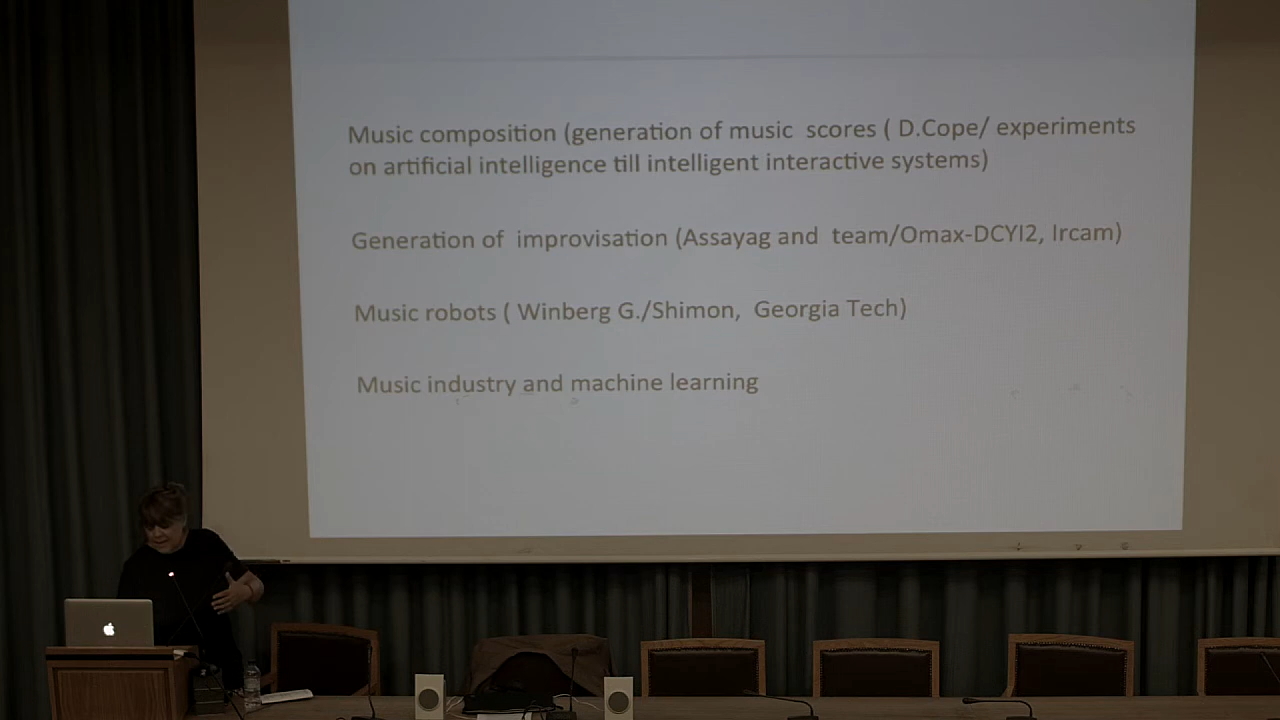 Music composition (generation of music scores ( D.Cope/ experiments
on artificial intelligence till intelligent interactive systems)
Generation of improvisation (Assayag and team/Omax-DCYI2, Ircam)
Music robots ( Winberg G./Shimon, Georgia Tech)
Music industry and machine learning